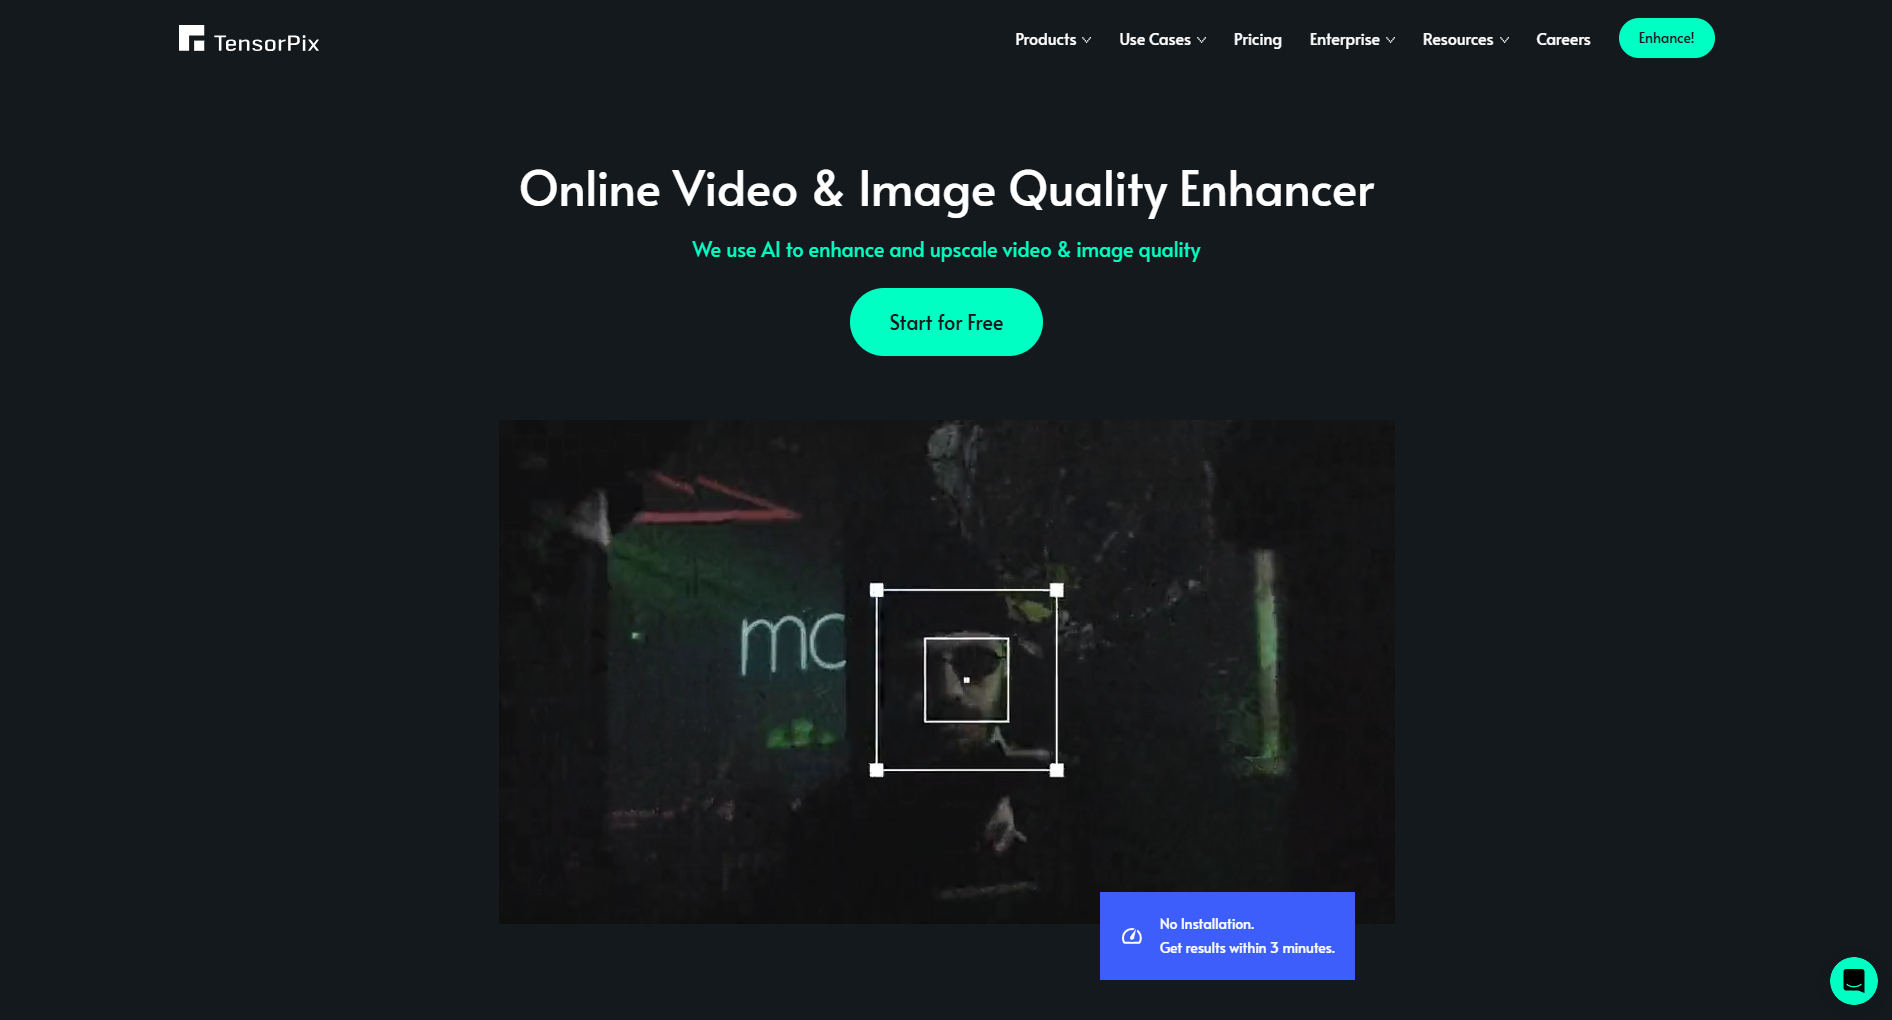 TensorPix
Products
Use Cases
Pricing
Enterprise
Resources
Careers
Enhance!
Online Video & Image Quality Enhancer
We use AI to enhance and upscale video & image quality
Start for Free
mc
No Installation.
Get results within 3 minutes.